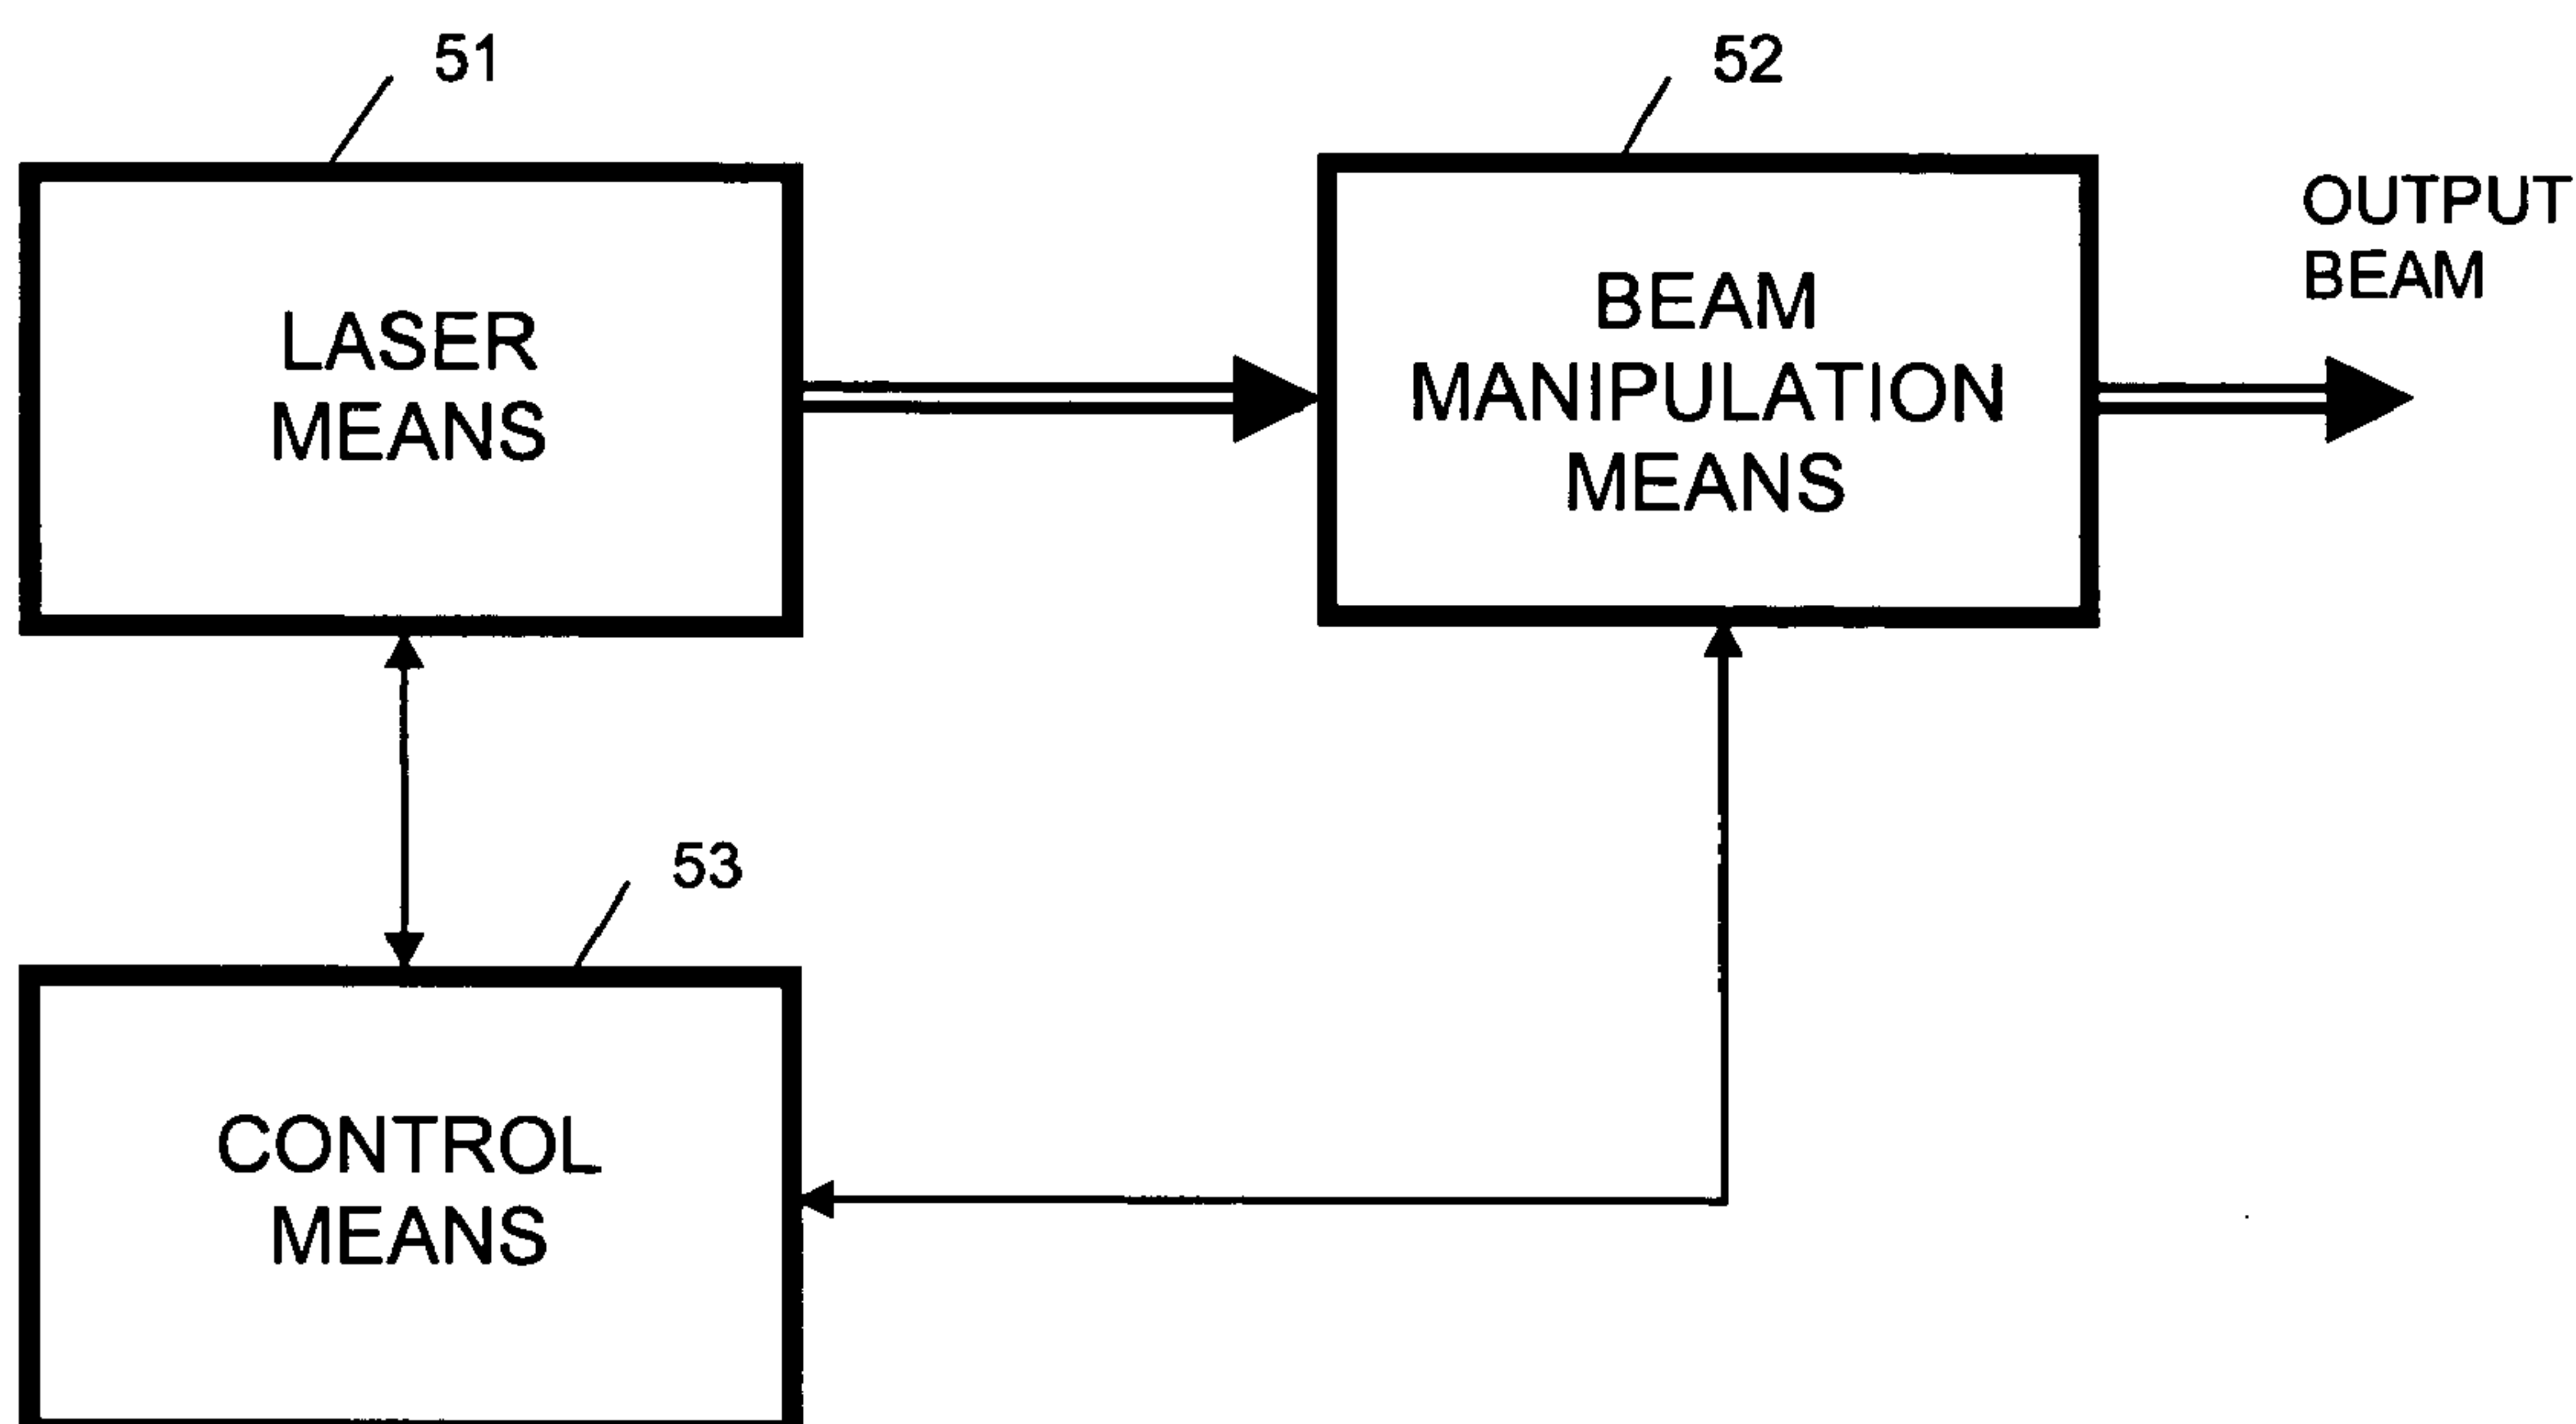 51
52
LASER
MEANS
BEAM
MANIPULATION
MEANS
OUTPUT
BEAM
53
CONTROL
MEANS